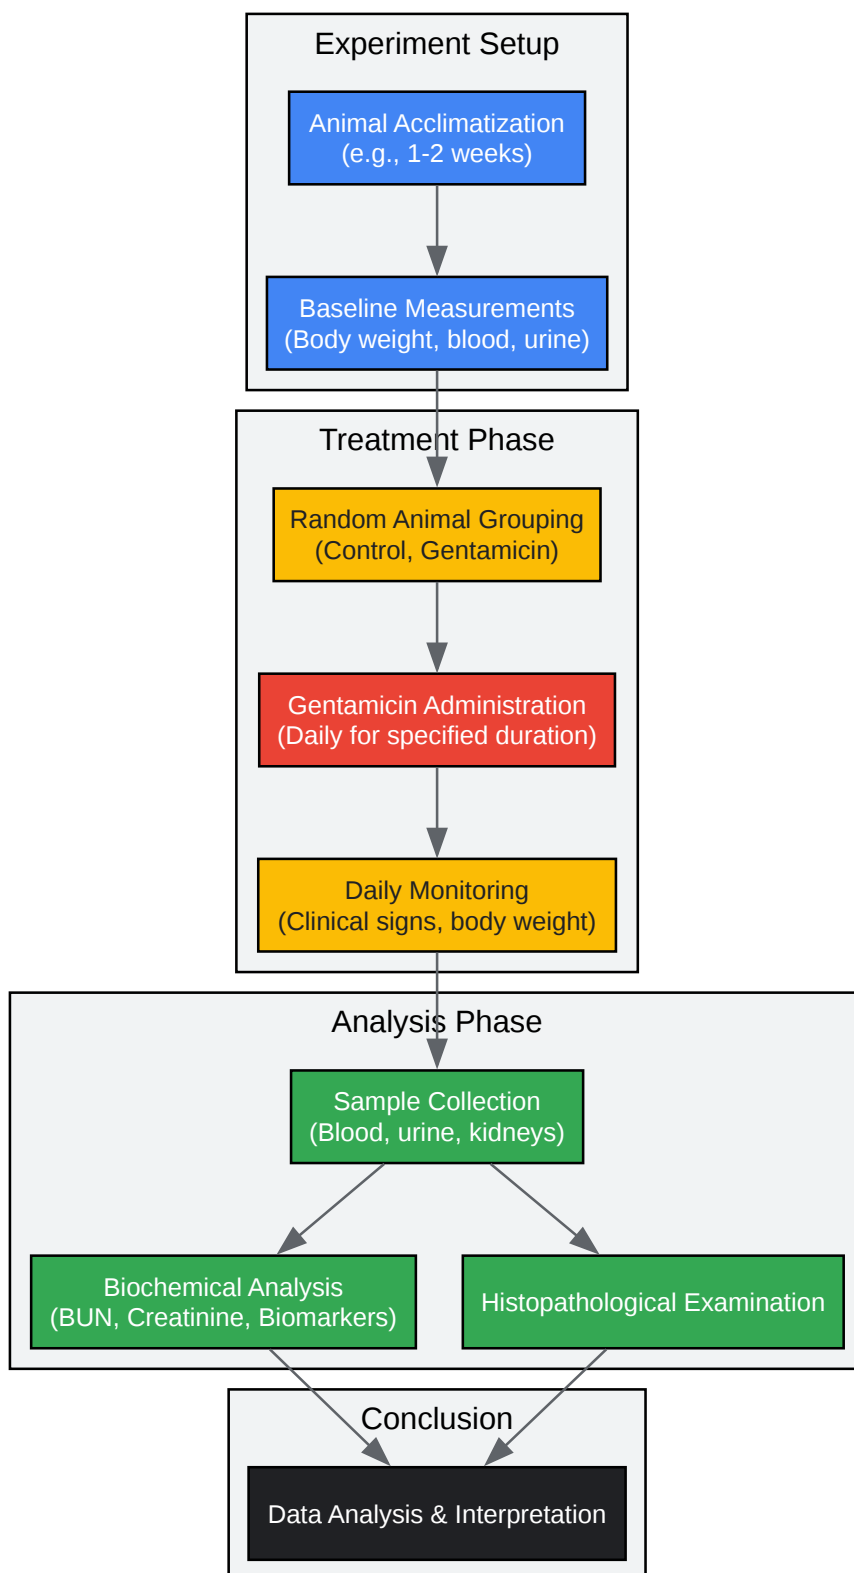 Experiment Setup
Animal Acclimatization
(e.g., 1-2 weeks)
Baseline Measurements
(Body weight, blood, urine)
Treatment Phase
Random Animal Grouping
(Control, Gentamicin)
Gentamicin Administration
(Daily for specified duration)
Daily Monitoring
(Clinical signs, body weight)
Analysis Phase
Sample Collection
(Blood, urine, kidneys)
Biochemical Analysis
(BUN, Creatinine, Biomarkers)
Histopathological Examination
Conclusion
Data Analysis & Interpretation